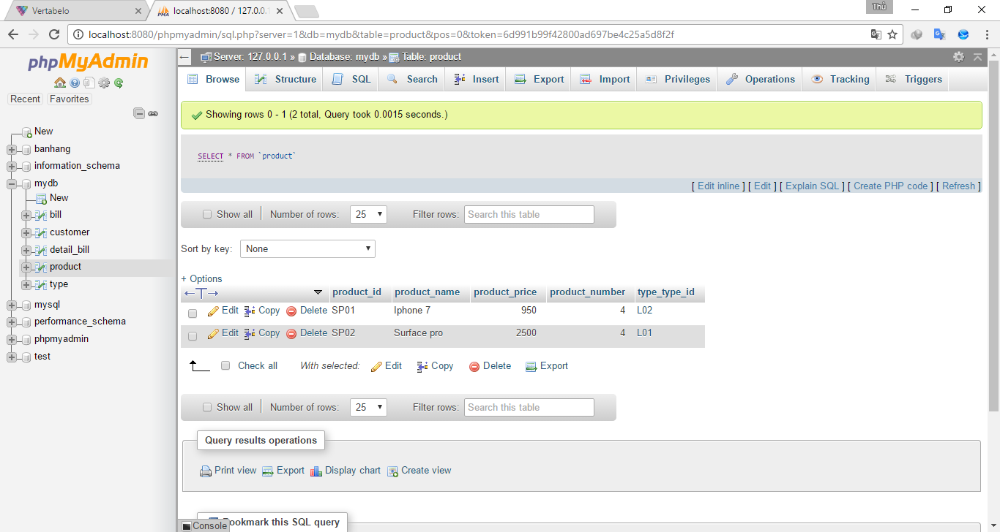 Vertabelo
localhost:8080 / 127.0.0.1
Thủ
localhost:8080/phpmyadmin/sql.php?server=1&db=mydb&table=product&pos=0&token=6d991b99f42800ad697be4c25a5d8f2f
phpMyAdmin
Recent Favorites
New
banhang
information_schema
mydb
New
bill
customer
detail_bill
product
type
mysql
performance_schema
phpmyadmin
test
Server: 127.0.0.1 » Database: mydb » Table: product
Browse Structure SQL Search Insert Export Import Privileges Operations Tracking Triggers
Showing rows 0 - 1 (2 total, Query took 0.0015 seconds.)
SELECT * FROM `product`
[ Edit inline ] [ Edit ] [ Explain SQL ] [ Create PHP code ] [ Refresh ]
Show all Number of rows: 25 Filter rows: Search this table
Sort by key: None
+ Options
product_id product_name product_price product_number type_type_id
Edit Copy Delete SP01 Iphone 7 950 4 L02
Edit Copy Delete SP02 Surface pro 2500 4 L01
Check all With selected: Edit Copy Delete Export
Show all Number of rows: 25 Filter rows: Search this table
Query results operations
Print view Export Display chart Create view
Bookmark this SQL query
Console